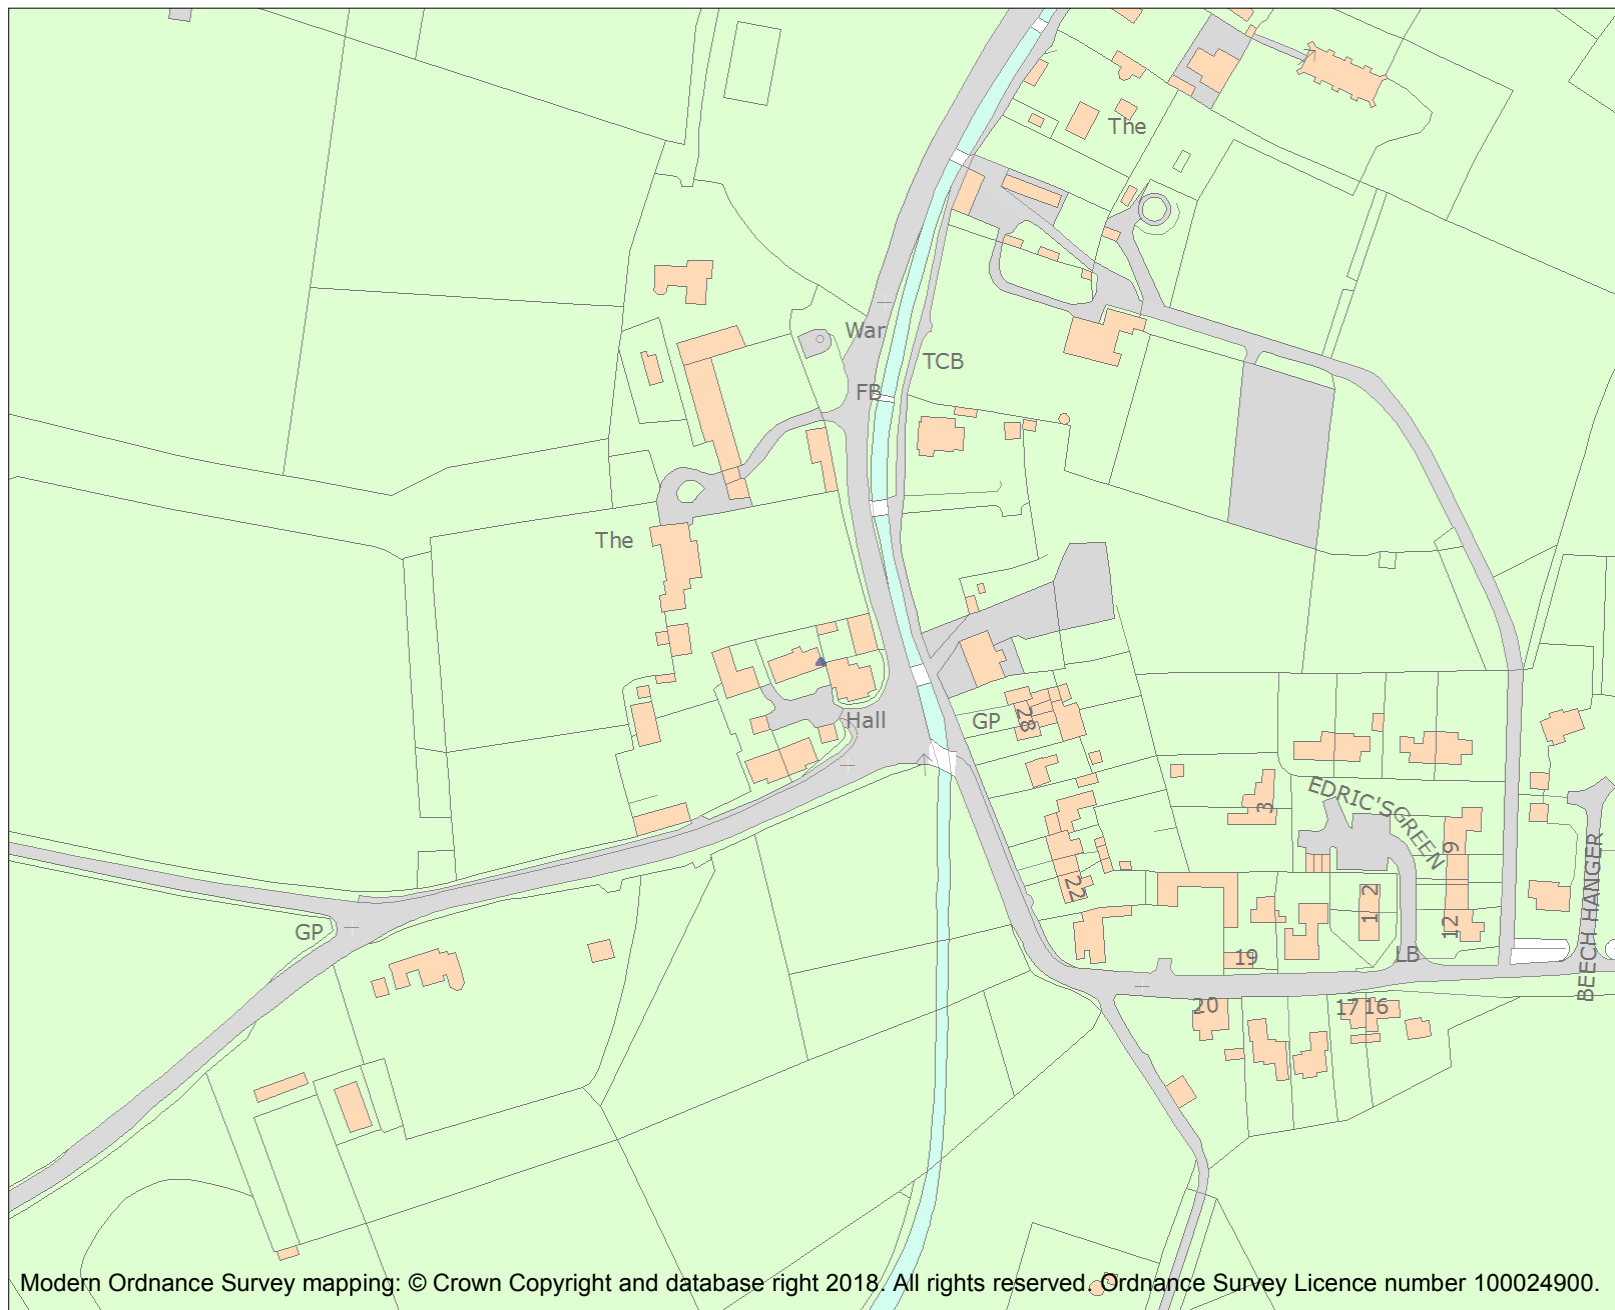 The
War
TCB
FB
The
Hall
GP
28
EDRIC'S GREEN
3
9
22
1 2
12
BEECH HANGER
GP
19
LB
20
17 16
Modern Ordnance Survey mapping: © Crown Copyright and database right 2018. All rights reserved. Ordnance Survey Licence number 100024900.